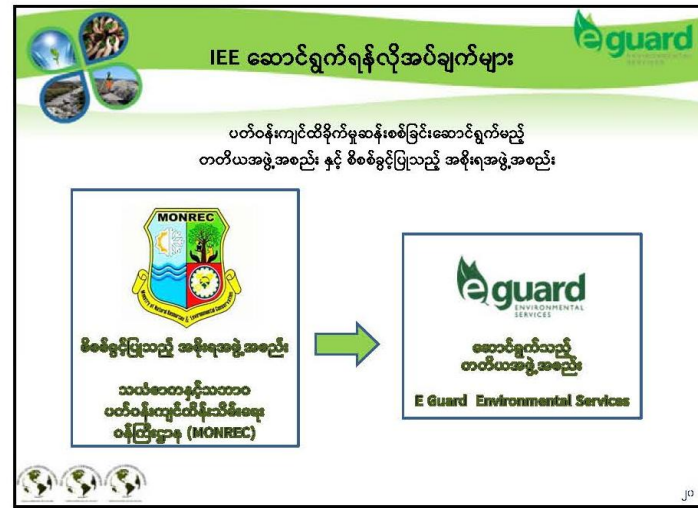 eguard
ENVIRONMENTAL
SERVICES
IEE ဆောင်ရွက်ရန်လိုအပ်ချက်များ
ပတ်ဝန်းကျင်ထိခိုက်မှုဆန်းစစ်ခြင်းဆောင်ရွက်မည့်
တတိယအဖွဲ့အစည်း နှင့် စိစစ်ခွင့်ပြုသည့် အစိုးရအဖွဲ့အစည်း
MONREC
Ministry of Natural Resources & Environmental Conservation
စိစစ်ခွင့်ပြုသည့် အစိုးရအဖွဲ့အစည်း
သယံဇာတနှင့်သဘာဝ
ပတ်ဝန်းကျင်ထိန်းသိမ်းရေး
ဝန်ကြီးဌာန (MONREC)
eguard
ENVIRONMENTAL
SERVICES
ဆောင်ရွက်သည့်
တတိယအဖွဲ့အစည်း
E Guard Environmental Services
၂၀